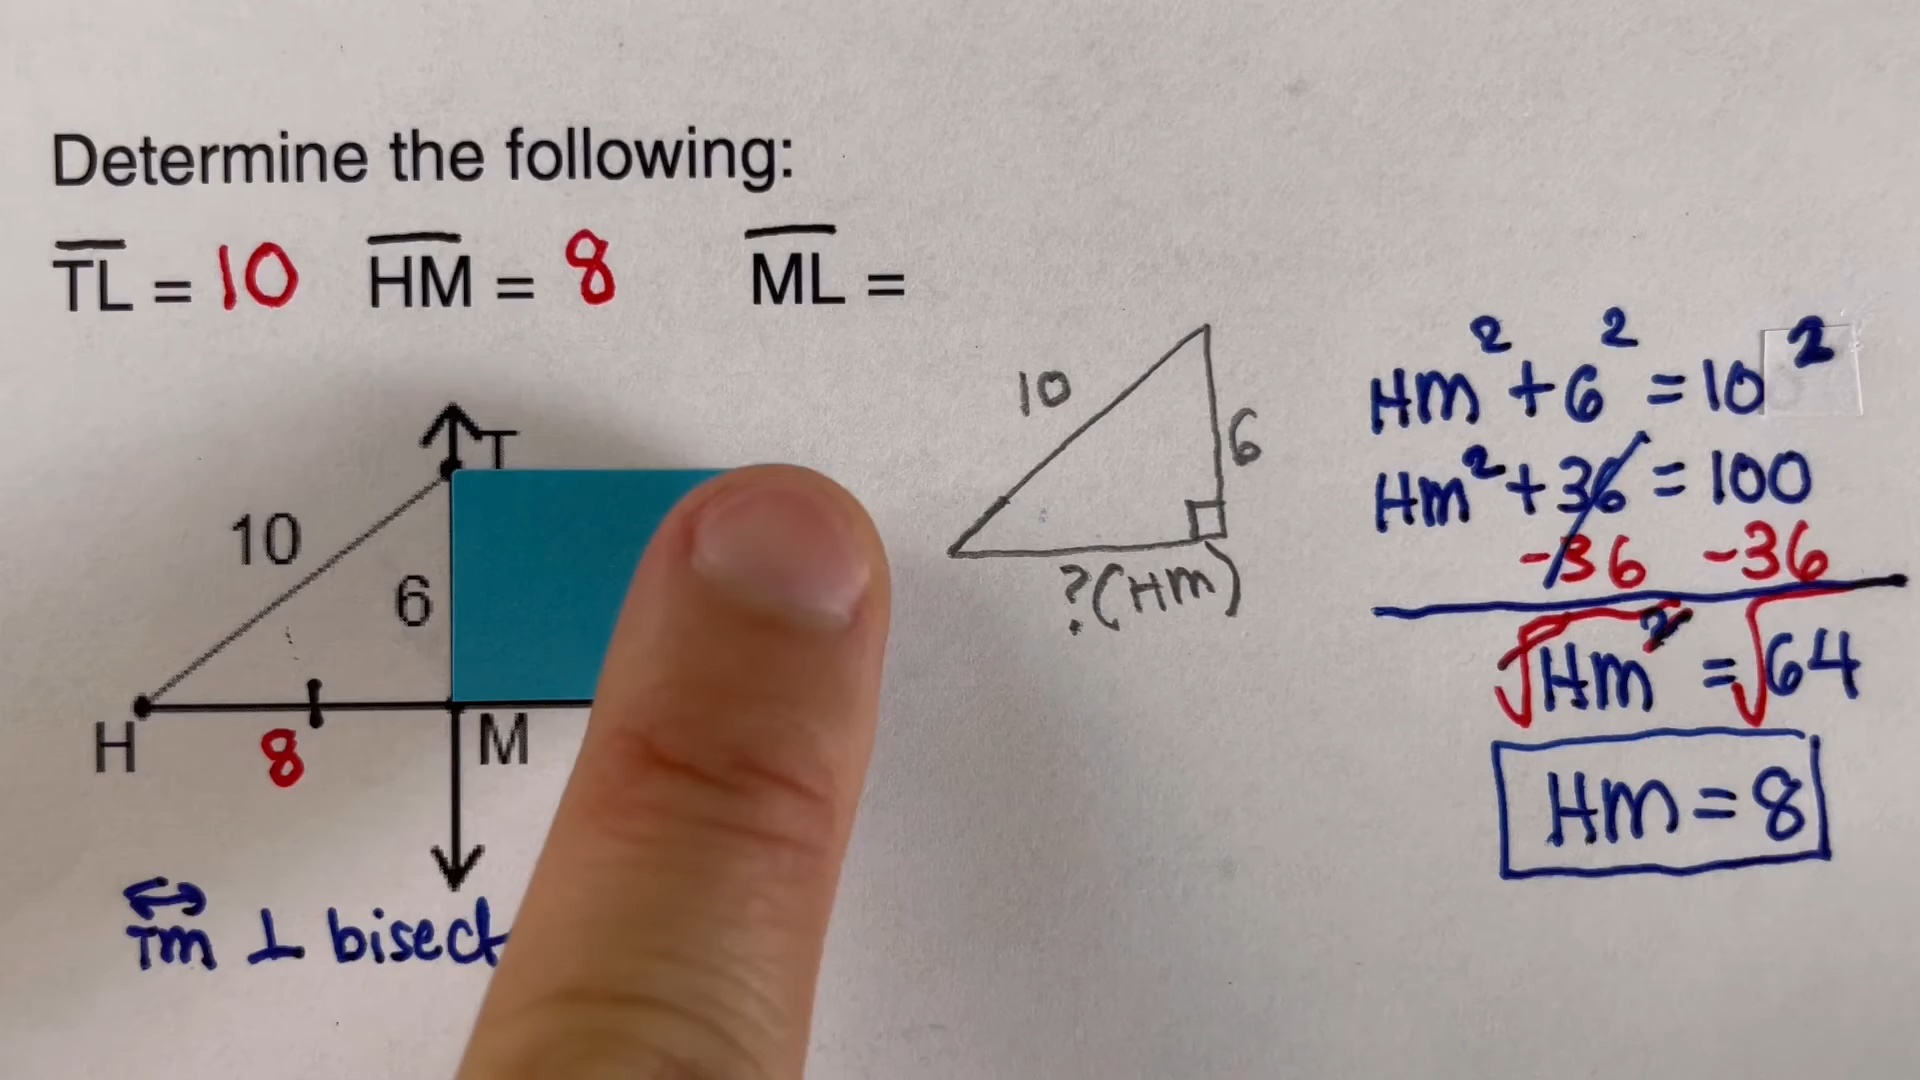 Determine the following:
TL = 10 HM = 8 ML =
T
10
6
H
8
M
Tm ⊥ bisect
10
6
?(Hm)
Hm² + 6² = 10²
Hm² + 36 = 100
-36 -36
√Hm² = √64
Hm = 8